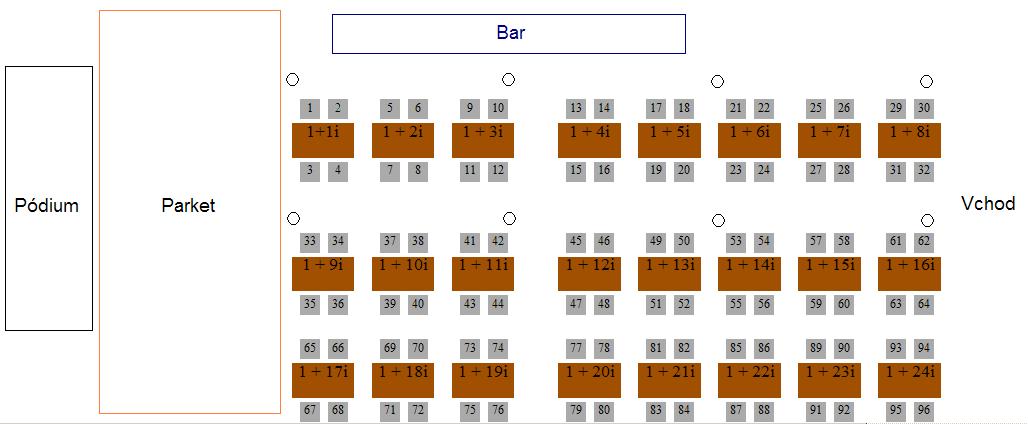 Bar
1 2 5 6 9 10 13 14 17 18 21 22 25 26 29 30
1+1i 1 + 2i 1 + 3i 1 + 4i 1 + 5i 1 + 6i 1 + 7i 1 + 8i
3 4 7 8 11 12 15 16 19 20 23 24 27 28 31 32
Pódium Parket Vchod
33 34 37 38 41 42 45 46 49 50 53 54 57 58 61 62
1 + 9i 1 + 10i 1 + 11i 1 + 12i 1 + 13i 1 + 14i 1 + 15i 1 + 16i
35 36 39 40 43 44 47 48 51 52 55 56 59 60 63 64
65 66 69 70 73 74 77 78 81 82 85 86 89 90 93 94
1 + 17i 1 + 18i 1 + 19i 1 + 20i 1 + 21i 1 + 22i 1 + 23i 1 + 24i
67 68 71 72 75 76 79 80 83 84 87 88 91 92 95 96